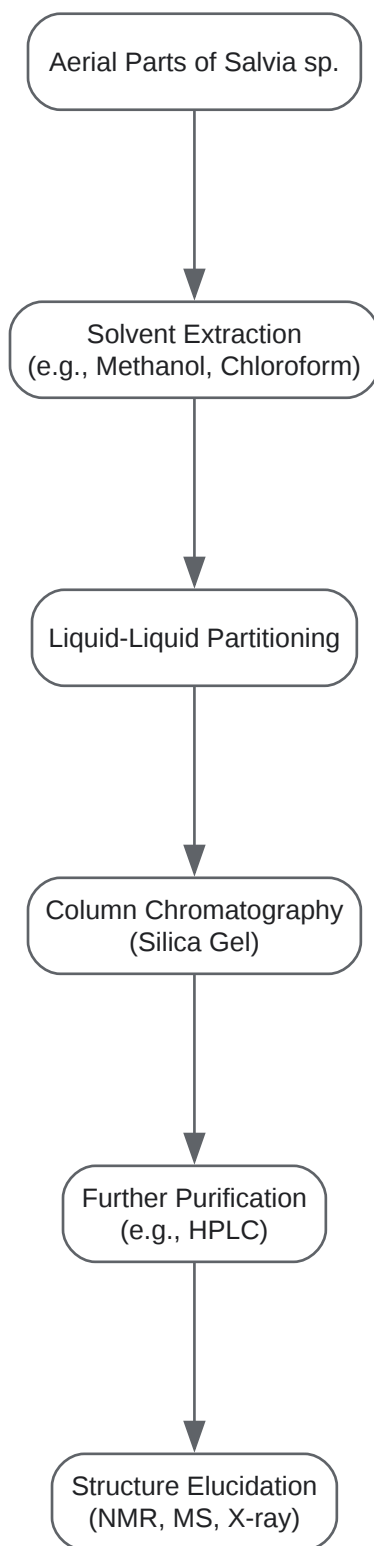 Aerial Parts of Salvia sp.
Solvent Extraction
(e.g., Methanol, Chloroform)
Liquid-Liquid Partitioning
Column Chromatography
(Silica Gel)
Further Purification
(e.g., HPLC)
Structure Elucidation
(NMR, MS, X-ray)